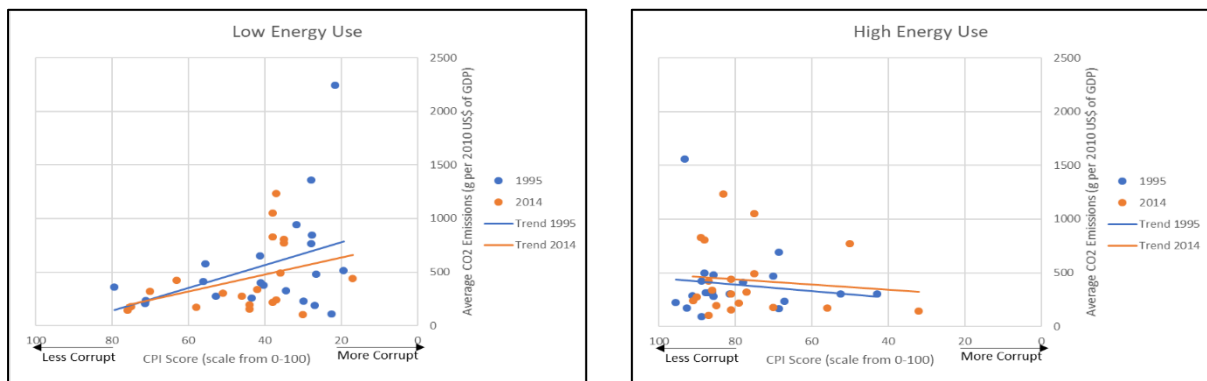 Low Energy Use
2500
2000
1500
1000
500
0
100 80 60 40 20 0
Average CO2 Emissions (g per 2010 US$ of GDP)
1995
2014
Trend 1995
Trend 2014
Less Corrupt CPI Score (scale from 0-100) More Corrupt
High Energy Use
2500
2000
1500
1000
500
0
100 80 60 40 20 0
Average CO2 Emissions (g per 2010 US$ of GDP)
1995
2014
Trend 1995
Trend 2014
Less Corrupt CPI Score (scale from 0-100) More Corrupt